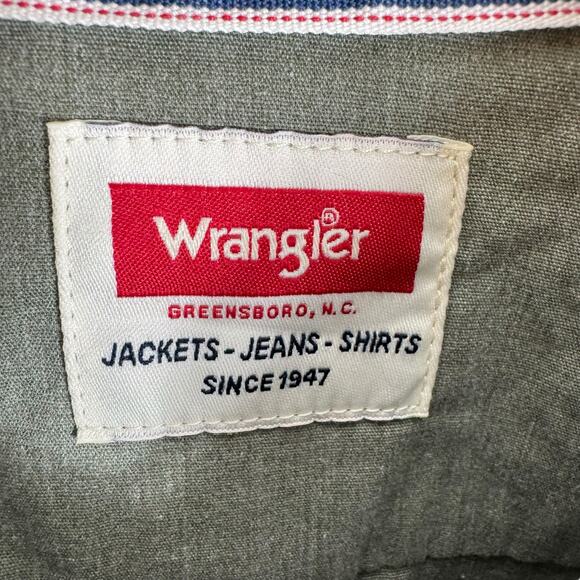 Wrangler®
GREENSBORO, N.C.
JACKETS - JEANS - SHIRTS
SINCE 1947